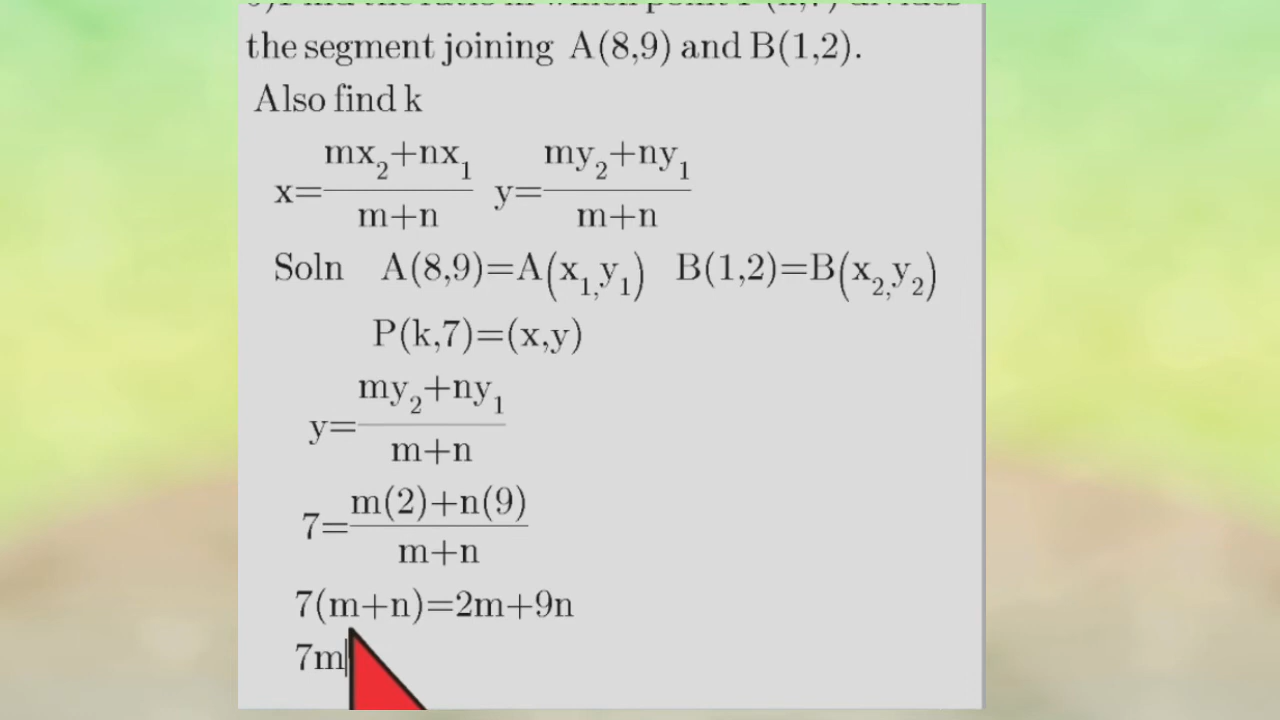 the segment joining A(8,9) and B(1,2).
Also find k
x=mx₂+nx₁/m+n y=my₂+ny₁/m+n
Soln A(8,9)=A(x₁,y₁) B(1,2)=B(x₂,y₂)
P(k,7)=(x,y)
y=my₂+ny₁/m+n
7=m(2)+n(9)/m+n
7(m+n)=2m+9n
7m